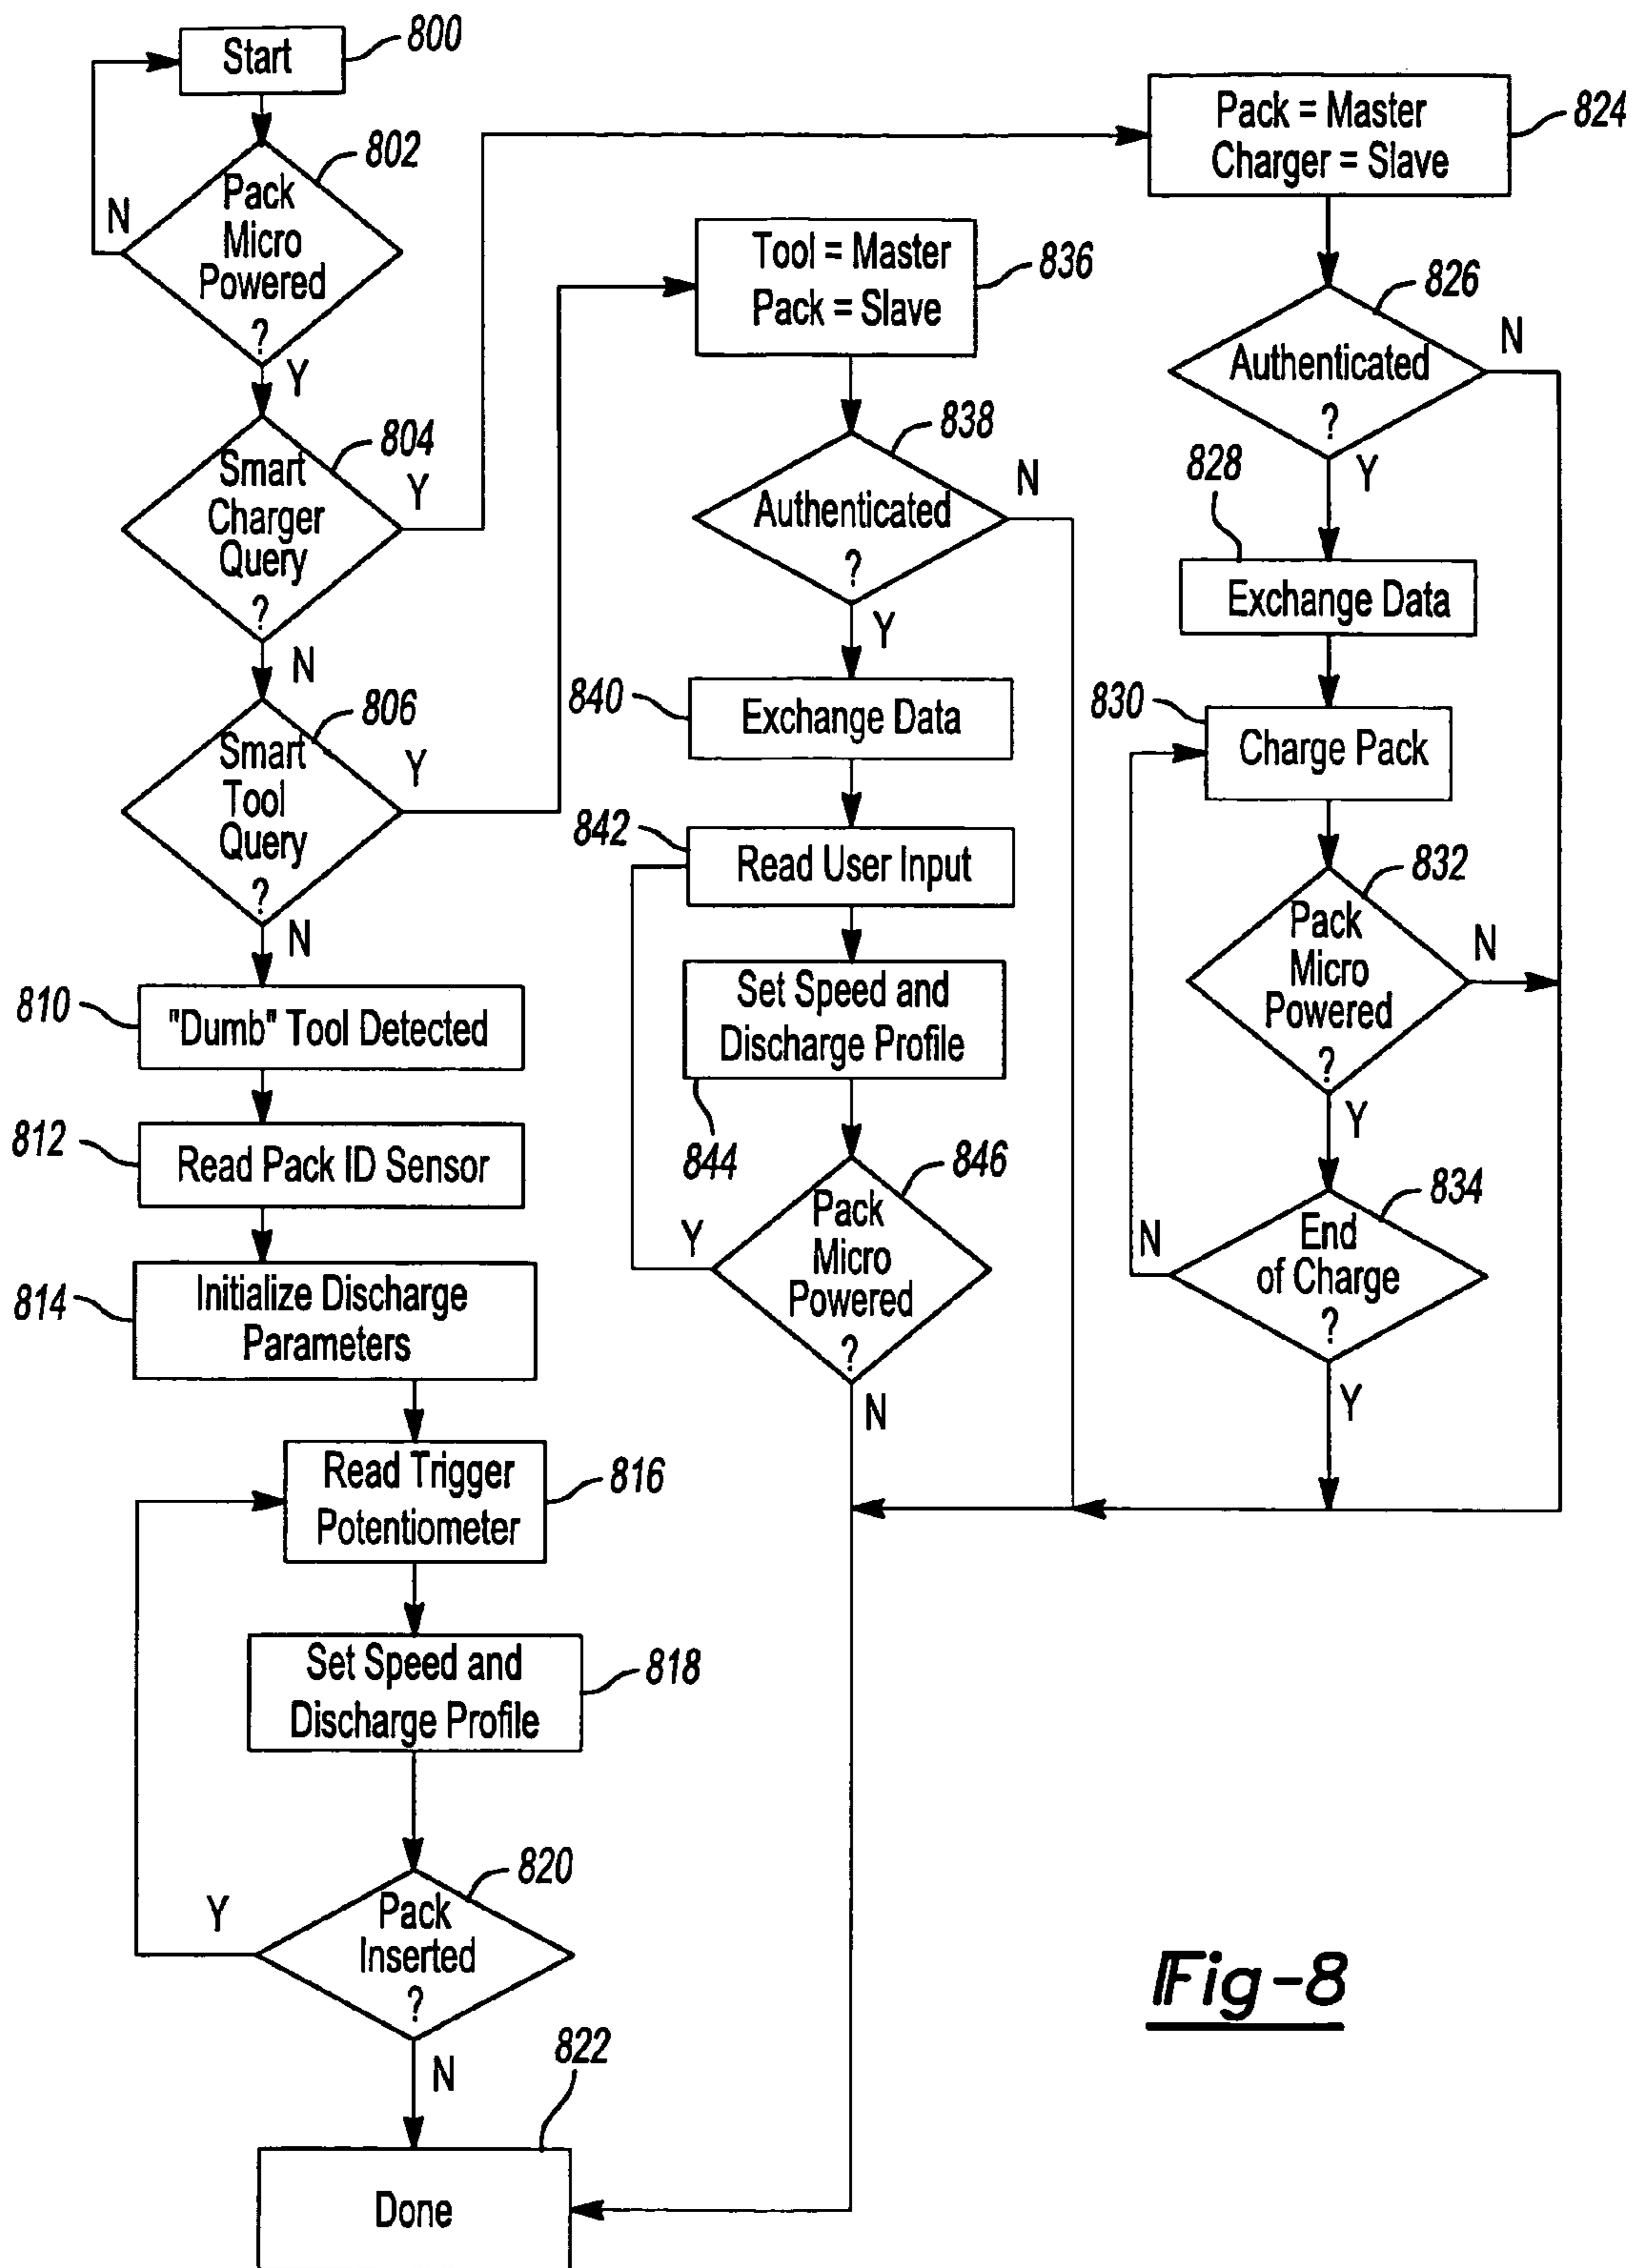 Start
800
Pack
Micro
Powered
?
802
N
Y
Smart
Charger
Query
?
804
Y
N
Smart
Tool
Query
?
806
Y
N
"Dumb" Tool Detected
810
Read Pack ID Sensor
812
Initialize Discharge
Parameters
814
Read Trigger
Potentiometer
816
Set Speed and
Discharge Profile
818
Pack
Inserted
?
820
Y
N
Done
822
Tool = Master
Pack = Slave
836
Authenticated
?
838
N
Y
Exchange Data
840
Read User Input
842
Set Speed and
Discharge Profile
844
Pack
Micro
Powered
?
846
Y
N
Pack = Master
Charger = Slave
824
Authenticated
?
826
N
Y
Exchange Data
828
Charge Pack
830
Pack
Micro
Powered
?
832
N
Y
End
of Charge
?
834
N
Y
Fig-8